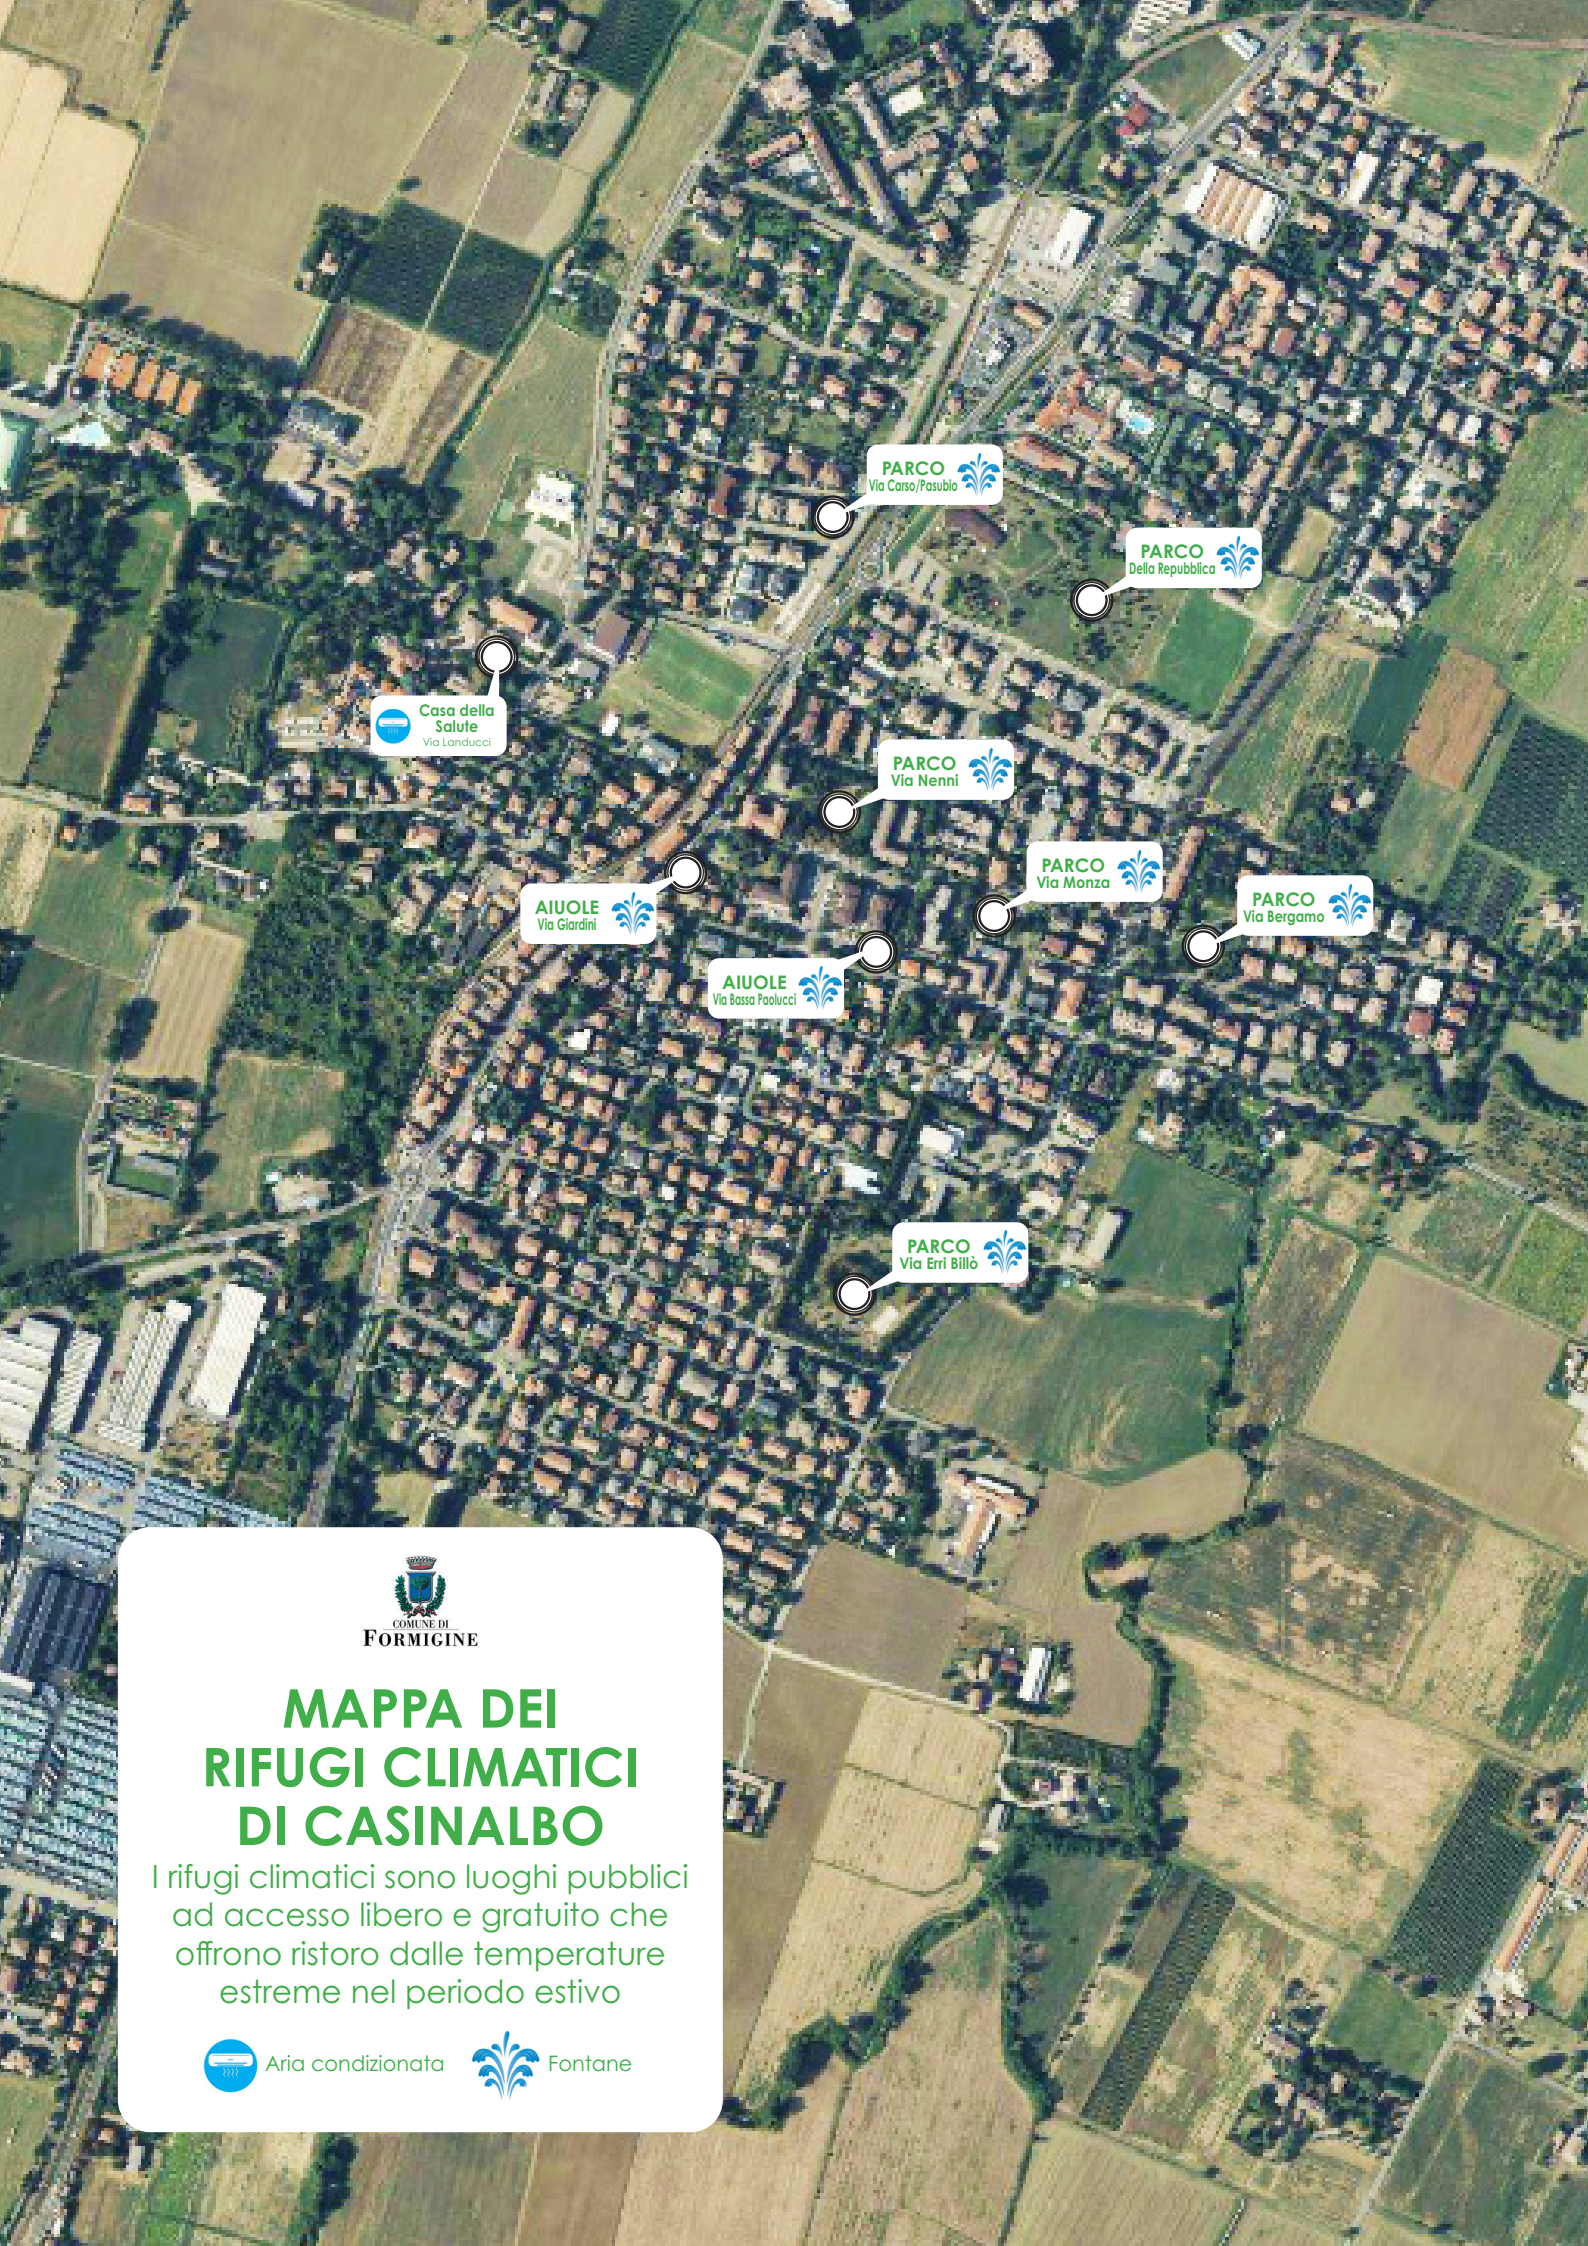 PARCO
Via Carso/Pasubio
PARCO
Della Repubblica
Casa della
Salute
Via Landucci
PARCO
Via Nenni
PARCO
Via Monza
AIUOLE
Via Giardini
PARCO
Via Bergamo
AIUOLE
Via Bassa Paolucci
PARCO
Via Erri Billò
COMUNE DI
FORMIGINE
MAPPA DEI
RIFUGI CLIMATICI
DI CASINALBO
I rifugi climatici sono luoghi pubblici
ad accesso libero e gratuito che
offrono ristoro dalle temperature
estreme nel periodo estivo
Aria condizionata
Fontane